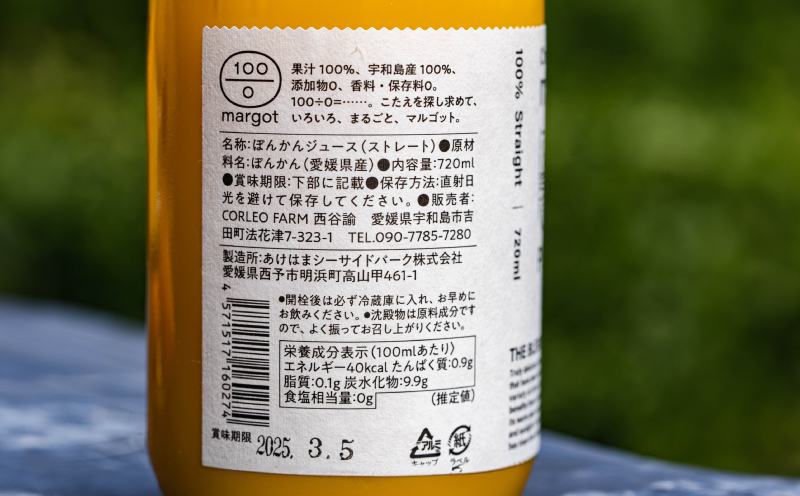 100
0
margot
果汁100%、宇和島産100%、
添加物0、香料・保存料0。
100÷0=……。こたえを探し求めて、
いろいろ、まるごと、マルゴット。
名称:ぽんかんジュース(ストレート)●原材
料名:ぽんかん(愛媛県産)●内容量:720ml
●賞味期限:下部に記載●保存方法:直射日
光を避けて保存してください。●販売者:
CORLEO FARM 西谷諭 愛媛県宇和島市吉
田町法花津7-323-1 TEL.090-7785-7280
製造所:あけはまシーサイドパーク株式会社
愛媛県西予市明浜町高山甲461-1
●開栓後は必ず冷蔵庫に入れ、お早めに
お飲みください。●沈殿物は原料成分です
ので、よく振ってお召し上がりください。
栄養成分表示(100mlあたり)
エネルギー40kcal たんぱく質:0.9g
脂質:0.1g 炭水化物:9.9g
食塩相当量:0g
(推定値)
4571517160274
賞味期限 2025. 3. 5
アルミ
キャップ
紙
ラベル
100% Straight | 720ml